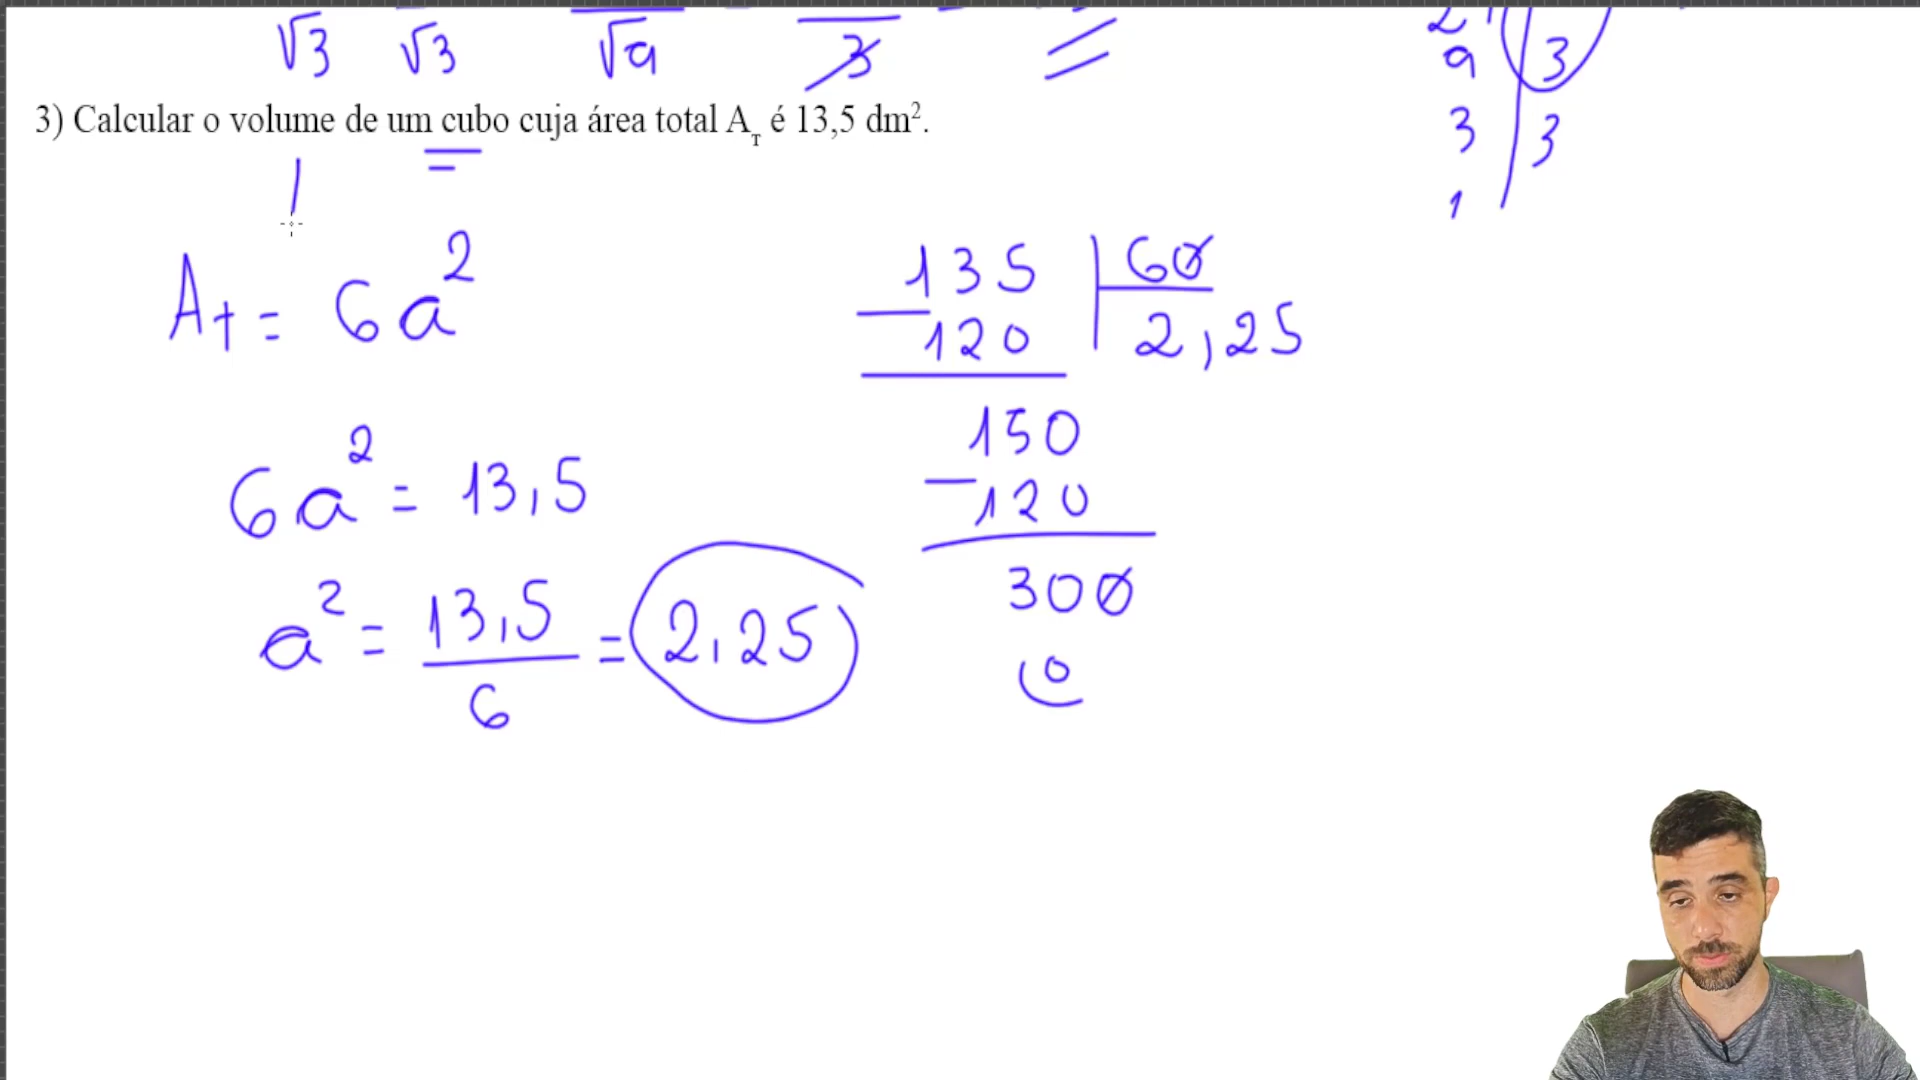 √3 √3 √9 3
9 3
3) Calcular o volume de um cubo cuja área total A_T é 13,5 dm².
3 3
1
A_t = 6a²
135 | 60
- 120 2,25
150
- 120
300
0
6a² = 13,5
a² = 13,5/6 = 2,25